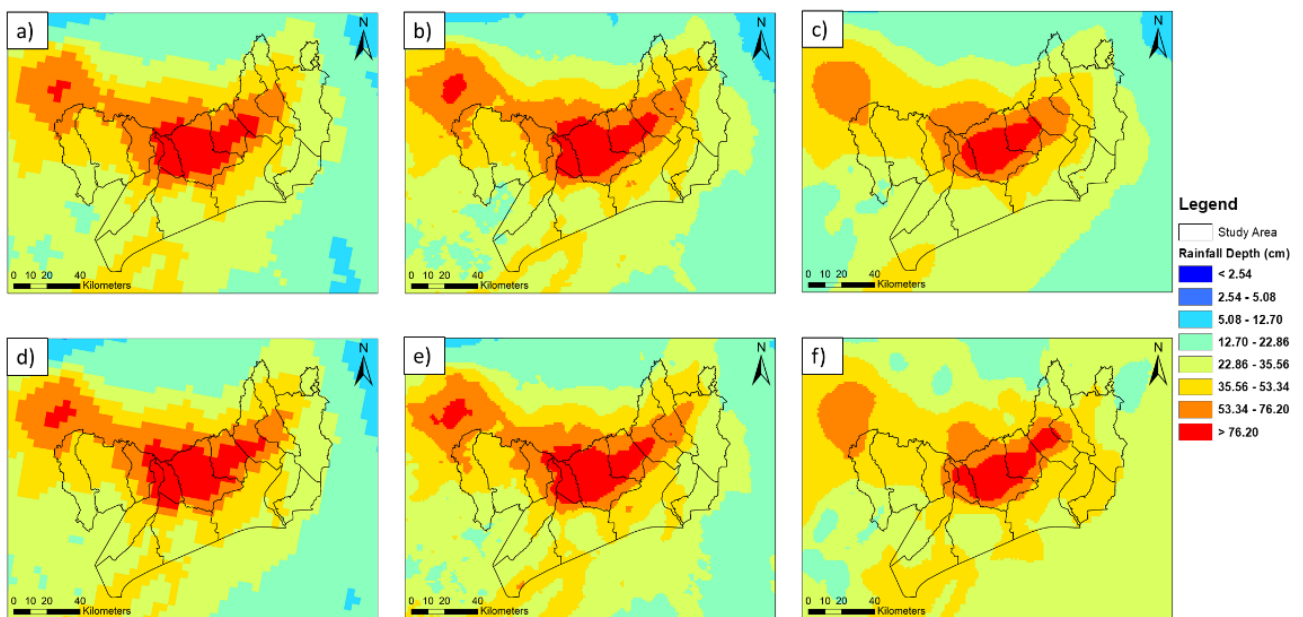 a)
N
0 10 20 40
Kilometers
b)
N
0 10 20 40
Kilometers
c)
N
0 10 20 40
Kilometers
d)
N
0 10 20 40
Kilometers
e)
N
0 10 20 40
Kilometers
f)
N
0 10 20 40
Kilometers
Legend
Study Area
Rainfall Depth (cm)
< 2.54
2.54 - 5.08
5.08 - 12.70
12.70 - 22.86
22.86 - 35.56
35.56 - 53.34
53.34 - 76.20
> 76.20